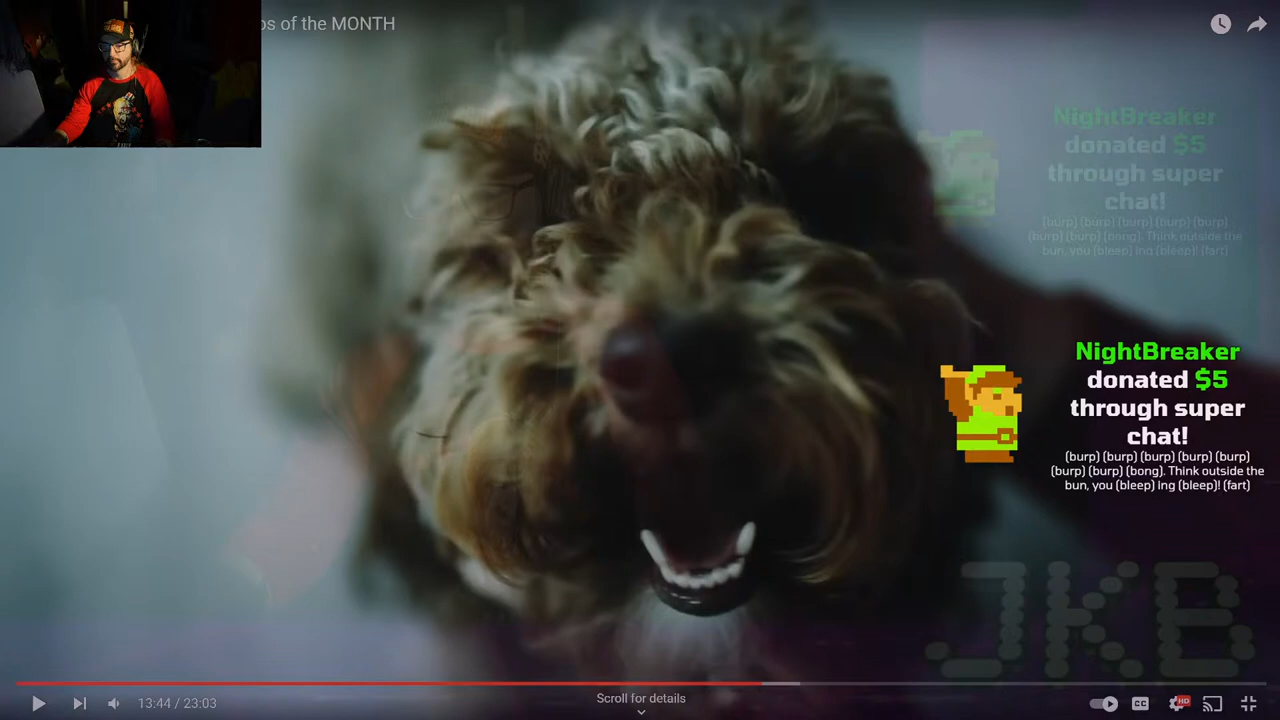 os of the MONTH
NightBreaker
donated $5
through super
chat!
(burp) (burp) (burp) (burp) (burp)
(burp) (burp) (bong). Think outside the
bun, you (bleep) ing (bleep)! (fart)
NightBreaker
donated $5
through super
chat!
(burp) (burp) (burp) (burp) (burp)
(burp) (burp) (bong). Think outside the
bun, you (bleep) ing (bleep)! (fart)
JKB
13:44 / 23:03
Scroll for details
CC
HD